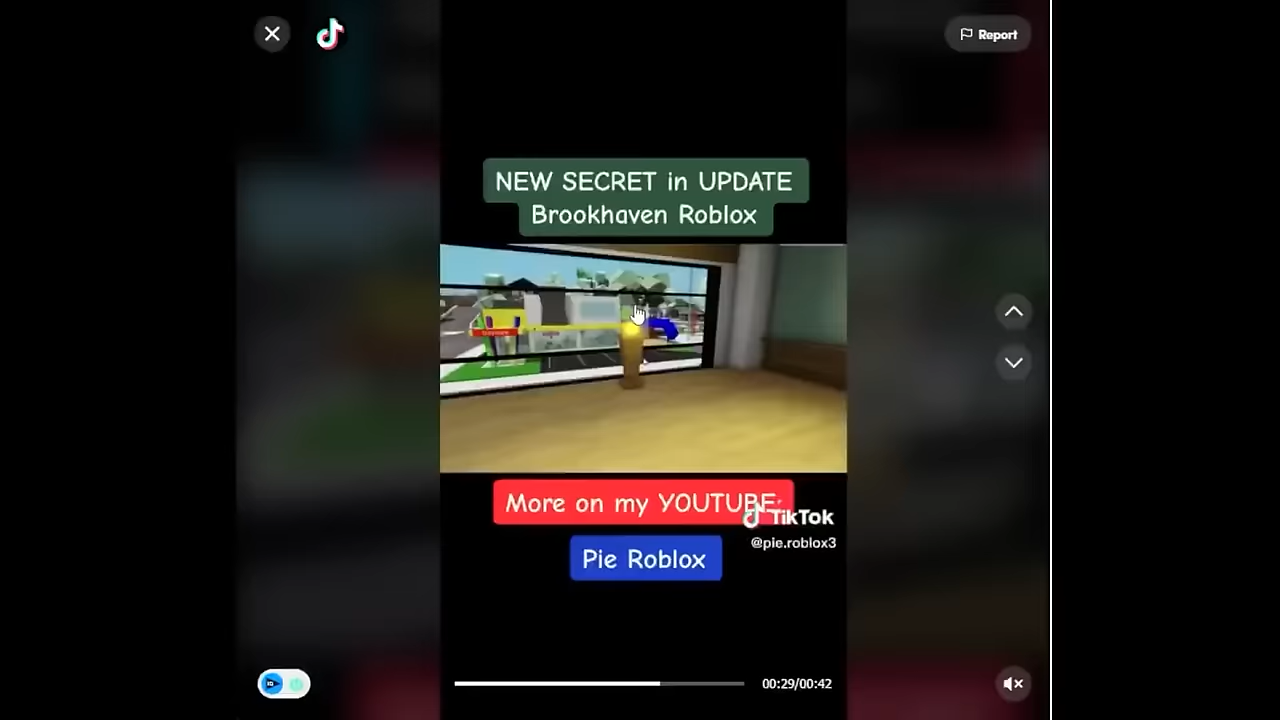 Report
NEW SECRET in UPDATE
Brookhaven Roblox
More on my YOUTUBE
TikTok
@pie.roblox3
Pie Roblox
00:29/00:42